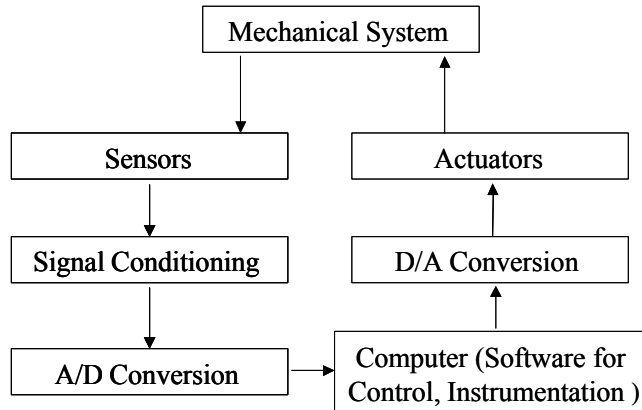 Mechanical System
Sensors
Actuators
Signal Conditioning
D/A Conversion
A/D Conversion
Computer (Software for
Control, Instrumentation )